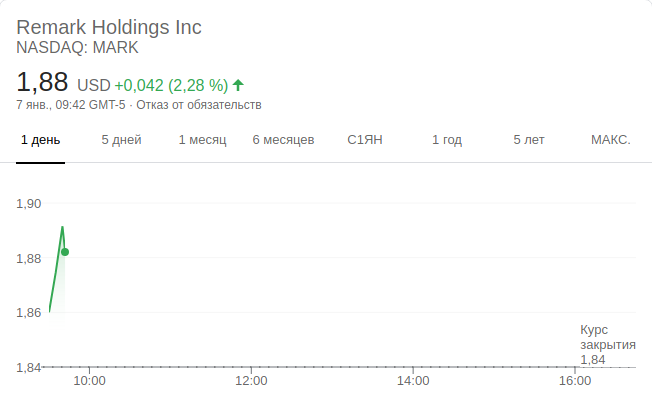 Remark Holdings Inc
NASDAQ: MARK
1,88 USD +0,042 (2,28 %)
7 янв., 09:42 GMT-5 · Отказ от обязательств
1 день 5 дней 1 месяц 6 месяцев С1ЯН 1 год 5 лет МАКС.
1,90
1,88
1,86
Курс
закрытия
1,84
1,84
10:00 12:00 14:00 16:00